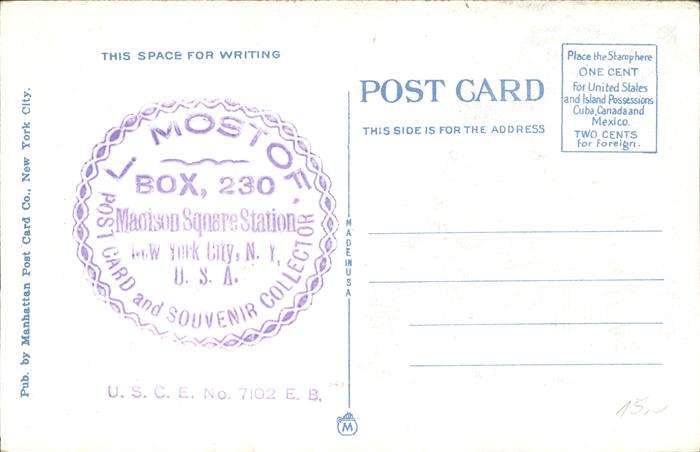 THIS SPACE FOR WRITING
Pub. by Manhattan Post Card Co., New York City.
MOSTOF
BOX, 230
Madison Square Station
New York City, N. Y.
U. S. A.
POST CARD and SOUVENIR COLLECTOR
U. S. C. E. No. 7102 E. B.
POST CARD
THIS SIDE IS FOR THE ADDRESS
Place the Stamp here
ONE CENT
For United States
and Island Possessions
Cuba, Canada and
Mexico.
TWO CENTS
for Foreign.
MADE IN USA
M
15,-